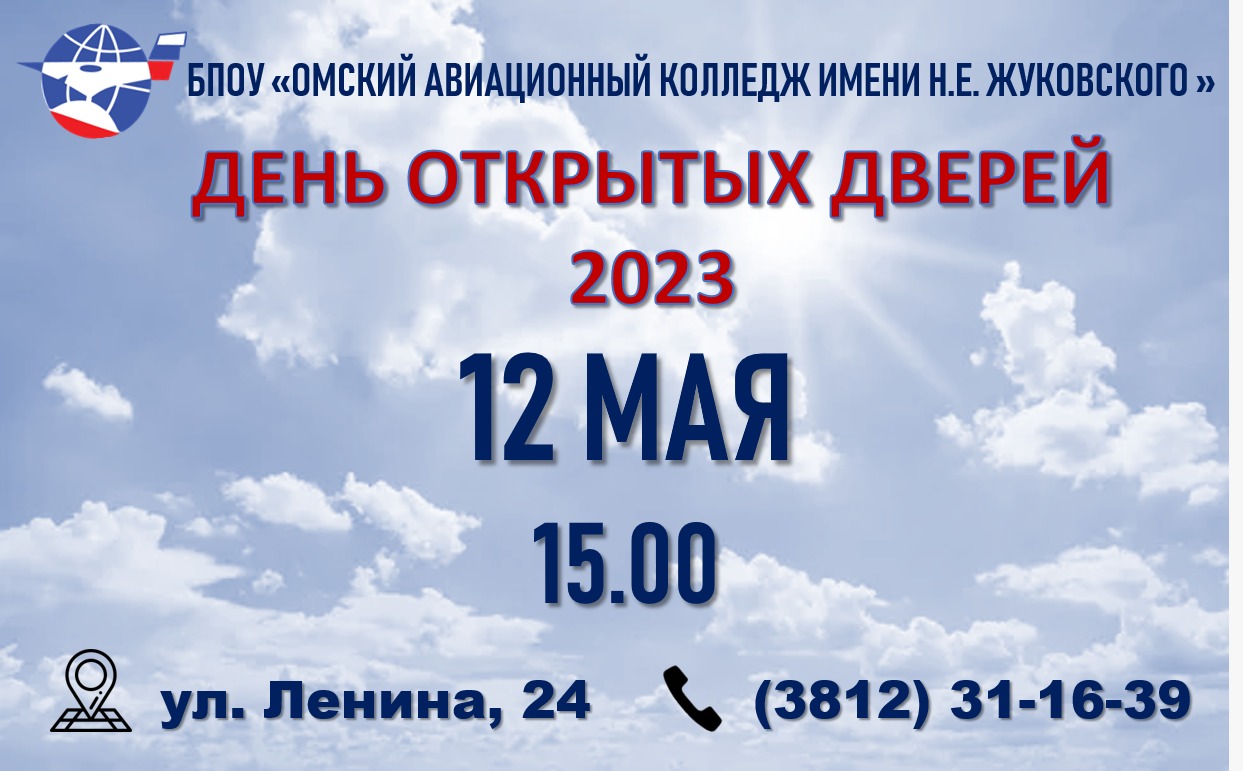 БПОУ «ОМСКИЙ АВИАЦИОННЫЙ КОЛЛЕДЖ ИМЕНИ Н.Е. ЖУКОВСКОГО »
ДЕНЬ ОТКРЫТЫХ ДВЕРЕЙ
2023
12 МАЯ
15.00
ул. Ленина, 24 (3812) 31-16-39